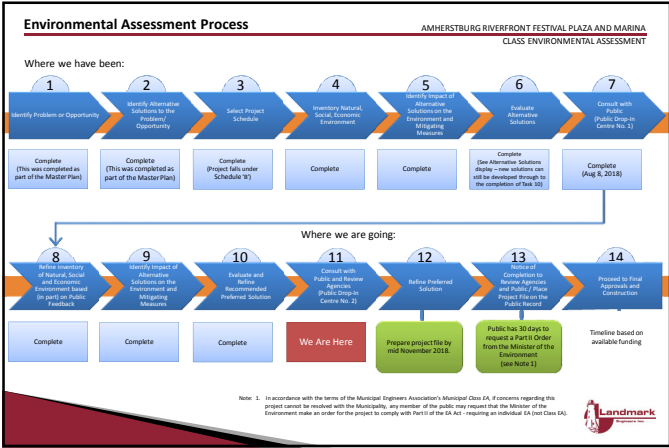 Environmental Assessment Process
AMHERSTBURG RIVERFRONT FESTIVAL PLAZA AND MARINA
CLASS ENVIRONMENTAL ASSESSMENT
Where we have been:
1
Identify Problem or Opportunity
Complete
(This was completed as
part of the Master Plan)
2
Identify Alternative
Solutions to the
Problem/
Opportunity
Complete
(This was completed as
part of the Master Plan)
3
Select Project
Schedule
Complete
(Project falls under
Schedule 'B')
4
Inventory Natural,
Social, Economic
Environment
Complete
5
Identify Impact of
Alternative
Solutions on the
Environment and
Mitigating
Measures
Complete
6
Evaluate
Alternative
Solutions
Complete
(See Alternative Solutions
display – new solutions can
still be developed through to
the completion of Task 10)
7
Consult with
Public
(Public Drop-In
Centre No. 1)
Complete
(Aug 8, 2018)
Where we are going:
8
Refine Inventory
of Natural, Social
and Economic
Environment based
(in part) on Public
Feedback
Complete
9
Identify Impact of
Alternative
Solutions on the
Environment and
Mitigating
Measures
Complete
10
Evaluate and
Refine
Recommended
Preferred Solution
Complete
11
Consult with
Public and Review
Agencies
(Public Drop-In
Centre No. 2)
We Are Here
12
Refine Preferred
Solution
Prepare project file by
mid November 2018.
13
Notice of
Completion to
Review Agencies
and Public / Place
Project File on the
Public Record
Public has 30 days to
request a Part II Order
from the Minister of the
Environment
(see Note 1)
14
Proceed to Final
Approvals and
Construction
Timeline based on
available funding
Note: 1. In accordance with the terms of the Municipal Engineers Association's Municipal Class EA, if concerns regarding this
project cannot be resolved with the Municipality, any member of the public may request that the Minister of the
Environment make an order for the project to comply with Part II of the EA Act - requiring an individual EA (not Class EA).
Landmark
Engineers Inc.